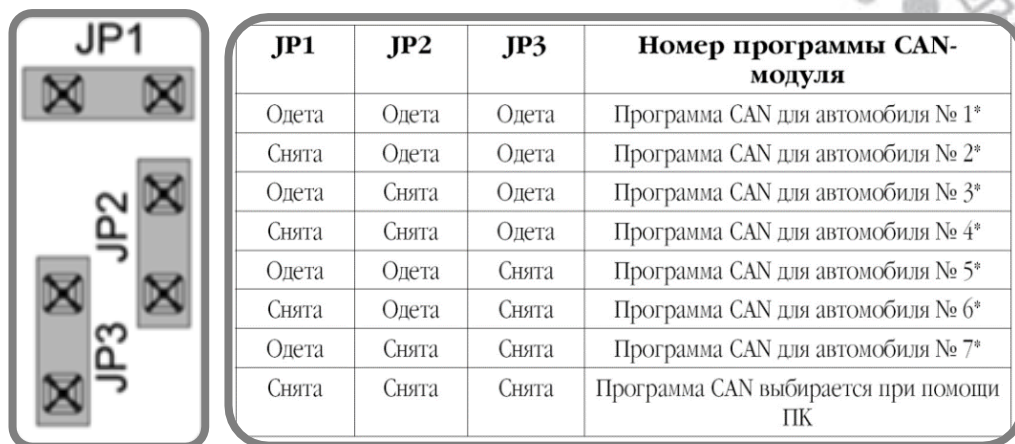 JP1
JP2
JP3
JP1 JP2 JP3 Номер программы CAN-
модуля
Одета Одета Одета Программа CAN для автомобиля № 1*
Снята Одета Одета Программа CAN для автомобиля № 2*
Одета Снята Одета Программа CAN для автомобиля № 3*
Снята Снята Одета Программа CAN для автомобиля № 4*
Одета Одета Снята Программа CAN для автомобиля № 5*
Снята Одета Снята Программа CAN для автомобиля № 6*
Одета Снята Снята Программа CAN для автомобиля № 7*
Снята Снята Снята Программа CAN выбирается при помощи
ПК